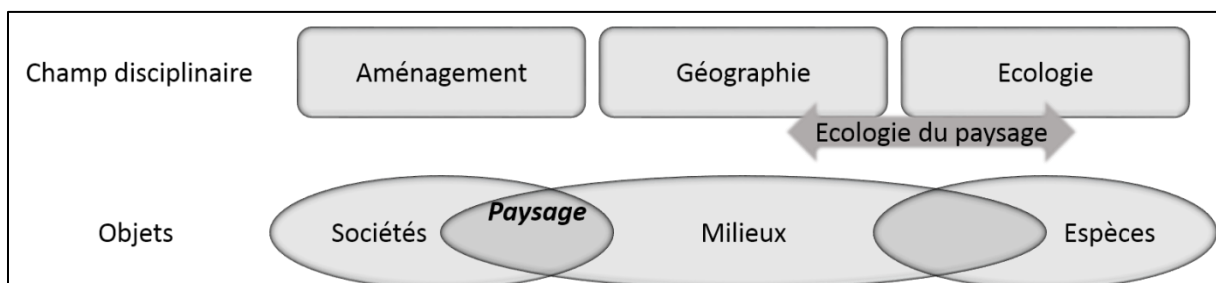 Champ disciplinaire
Aménagement
Géographie
Ecologie
Ecologie du paysage
Objets
Sociétés
Paysage
Milieux
Espèces